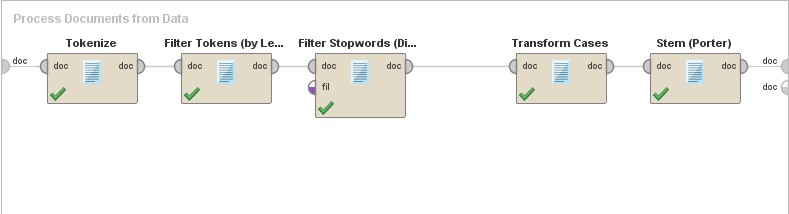 Process Documents from Data
Tokenize
Filter Tokens (by Le...
Filter Stopwords (Di...
Transform Cases
Stem (Porter)
doc
doc doc
doc doc
doc doc
doc doc
doc doc
doc
fil
doc